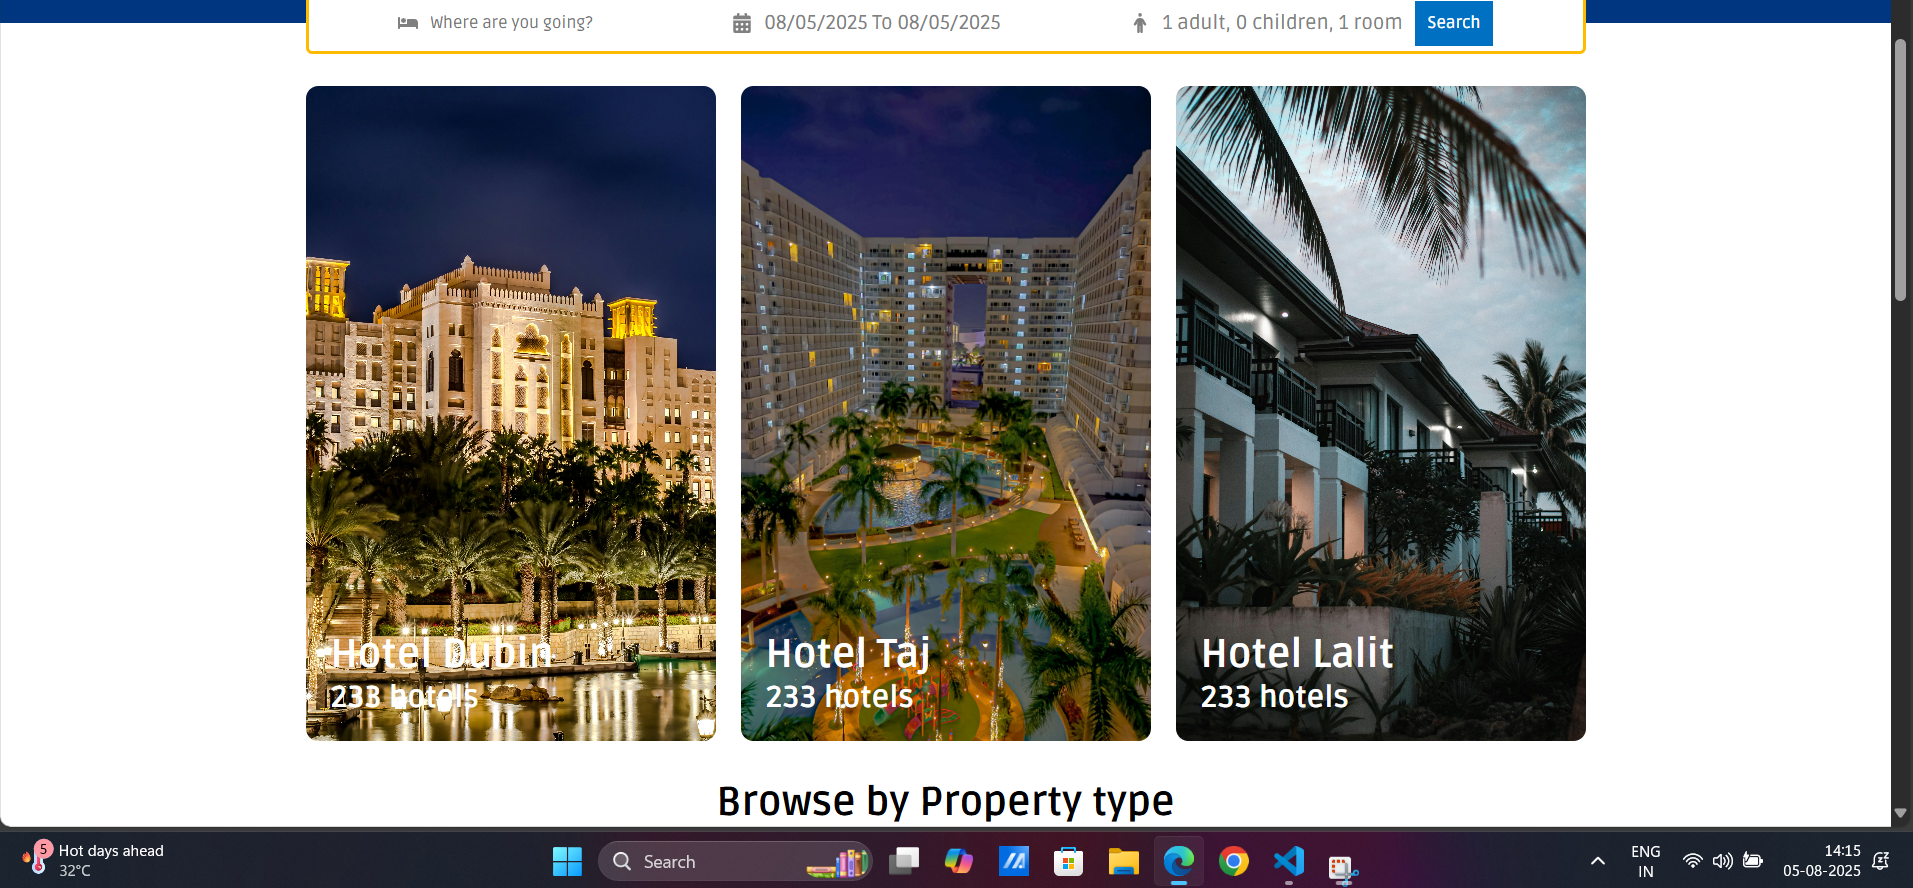 Where are you going?
08/05/2025 To 08/05/2025
1 adult, 0 children, 1 room
Search
Hotel Dubin
233 hotels
Hotel Taj
233 hotels
Hotel Lalit
233 hotels
Browse by Property type
5
Hot days ahead
32°C
Search
ENG
IN
14:15
05-08-2025